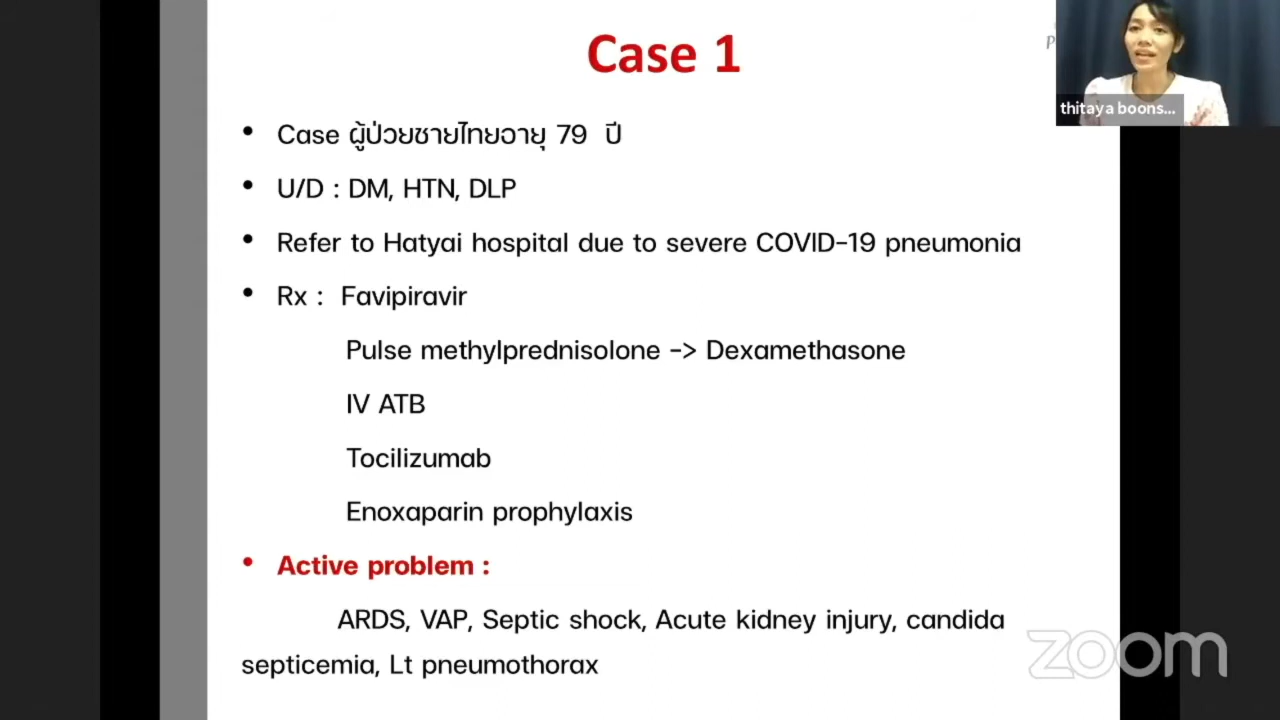 Case 1
thitaya boons...
• Case ผู้ป่วยชายไทยอายุ 79 ปี
• U/D : DM, HTN, DLP
• Refer to Hatyai hospital due to severe COVID-19 pneumonia
• Rx : Favipiravir
Pulse methylprednisolone -> Dexamethasone
IV ATB
Tocilizumab
Enoxaparin prophylaxis
• Active problem :
ARDS, VAP, Septic shock, Acute kidney injury, candida
septicemia, Lt pneumothorax
zoom